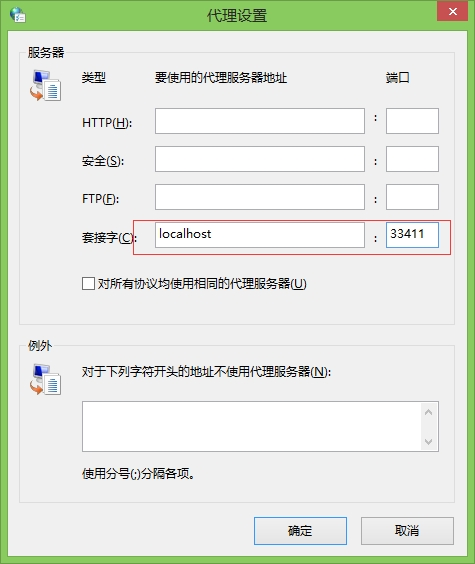 代理设置
服务器
类型 要使用的代理服务器地址 端口
HTTP(H): :
安全(S): :
FTP(F): :
套接字(C): localhost : 33411
对所有协议均使用相同的代理服务器(U)
例外
对于下列字符开头的地址不使用代理服务器(N):
使用分号(;)分隔各项。
确定 取消